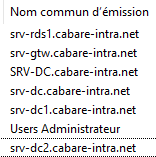 Nom commun d'émission
srv-rds1.cabare-intra.net
srv-gtw.cabare-intra.net
SRV-DC.cabare-intra.net
srv-dc.cabare-intra.net
srv-dc1.cabare-intra.net
Users Administrateur
srv-dc2.cabare-intra.net